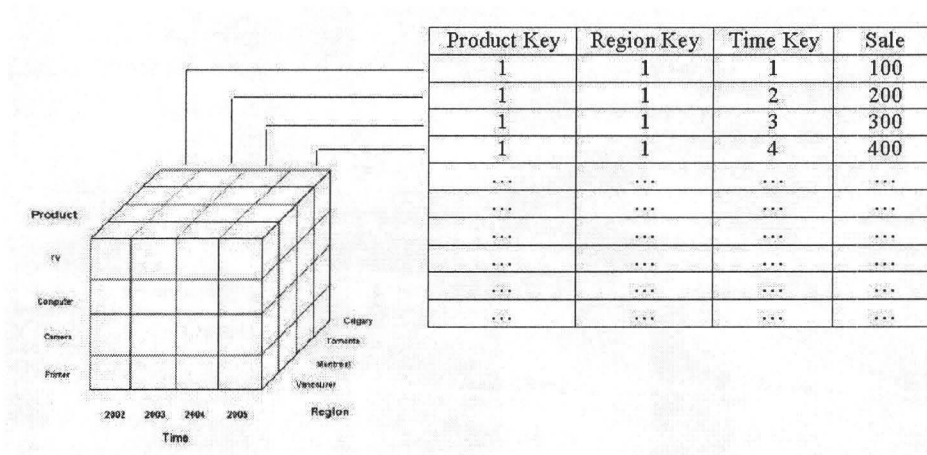 Product Key Region Key Time Key Sale
1 1 1 100
1 1 2 200
1 1 3 300
1 1 4 400
.... .... .... ....
.... .... .... ....
.... .... .... ....
.... .... .... ....
.... .... .... ....
.... .... .... ....
Product
TV
Computer
Camera
Printer
Calgary
Toronto
Montreal
Vancouver
2002 2003 2004 2005
Region
Time